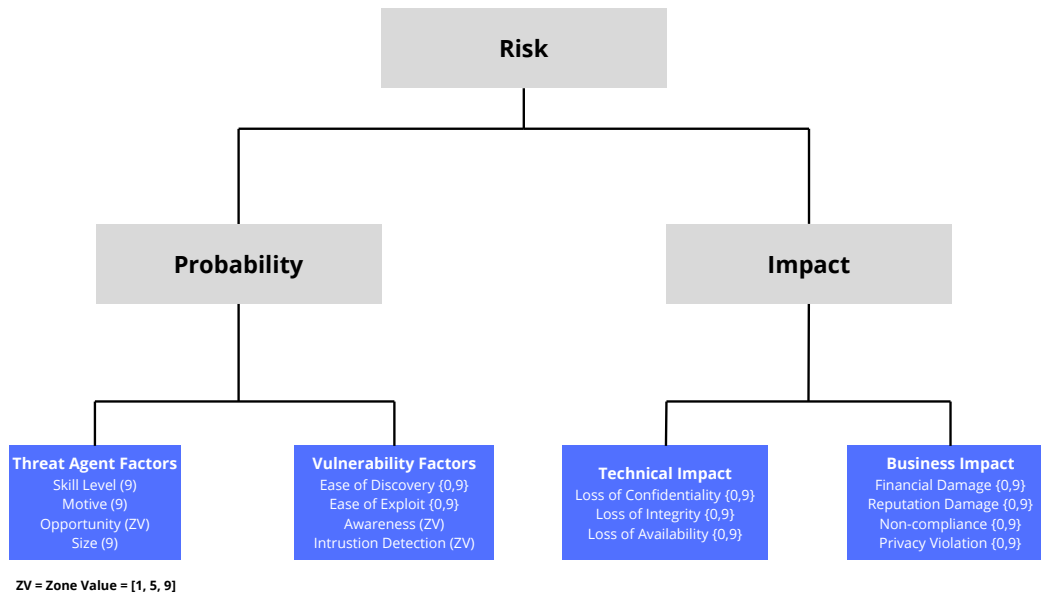 Risk
Probability
Impact
Threat Agent Factors
Skill Level (9)
Motive (9)
Opportunity (ZV)
Size (9)
Vulnerability Factors
Ease of Discovery {0,9}
Ease of Exploit {0,9}
Awareness (ZV)
Intrustion Detection (ZV)
Technical Impact
Loss of Confidentiality {0,9}
Loss of Integrity {0,9}
Loss of Availability {0,9}
Business Impact
Financial Damage {0,9}
Reputation Damage {0,9}
Non-compliance {0,9}
Privacy Violation {0,9}
ZV = Zone Value = [1, 5, 9]